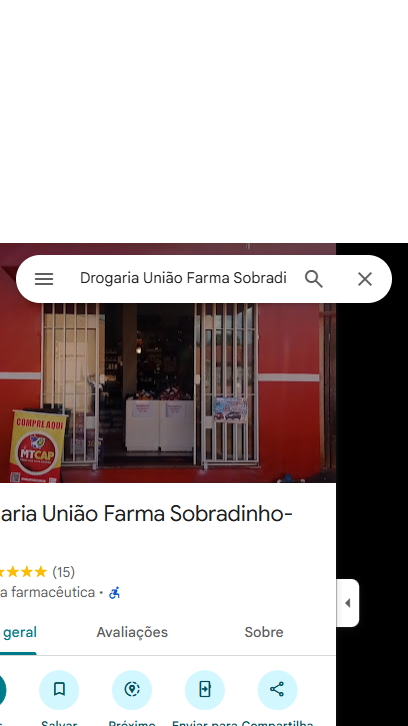 Drogaria União Farma Sobradi
COMPRE AQUI
MTCAP
aria União Farma Sobradinho-
(15)
a farmacêutica •
geral
Avaliações
Sobre
Salvar
Próximo
Enviar para
Compartilha